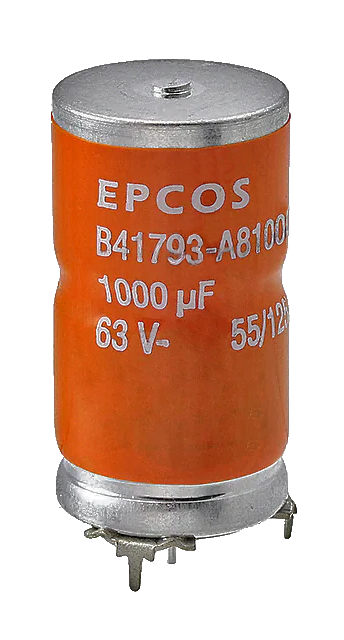 EPCOS
B41793-A8100
1000 µF
63 V- 55/12